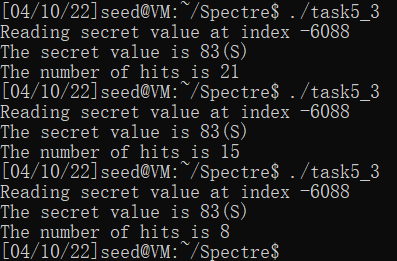 [04/10/22]seed@VM:~/Spectre$ ./task5_3
Reading secret value at index -6088
The secret value is 83(S)
The number of hits is 21
[04/10/22]seed@VM:~/Spectre$ ./task5_3
Reading secret value at index -6088
The secret value is 83(S)
The number of hits is 15
[04/10/22]seed@VM:~/Spectre$ ./task5_3
Reading secret value at index -6088
The secret value is 83(S)
The number of hits is 8
[04/10/22]seed@VM:~/Spectre$